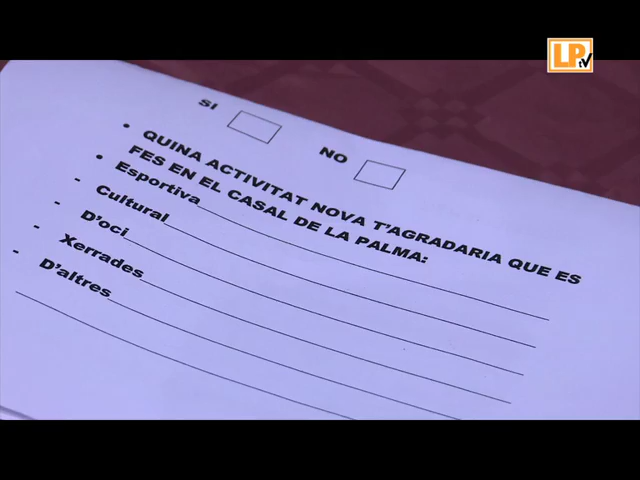 LP
tv
SI
NO
• QUINA ACTIVITAT NOVA T'AGRADARIA QUE ES
• FES EN EL CASAL DE LA PALMA:
- Esportiva
- Cultural
- D'oci
- Xerrades
- D'altres